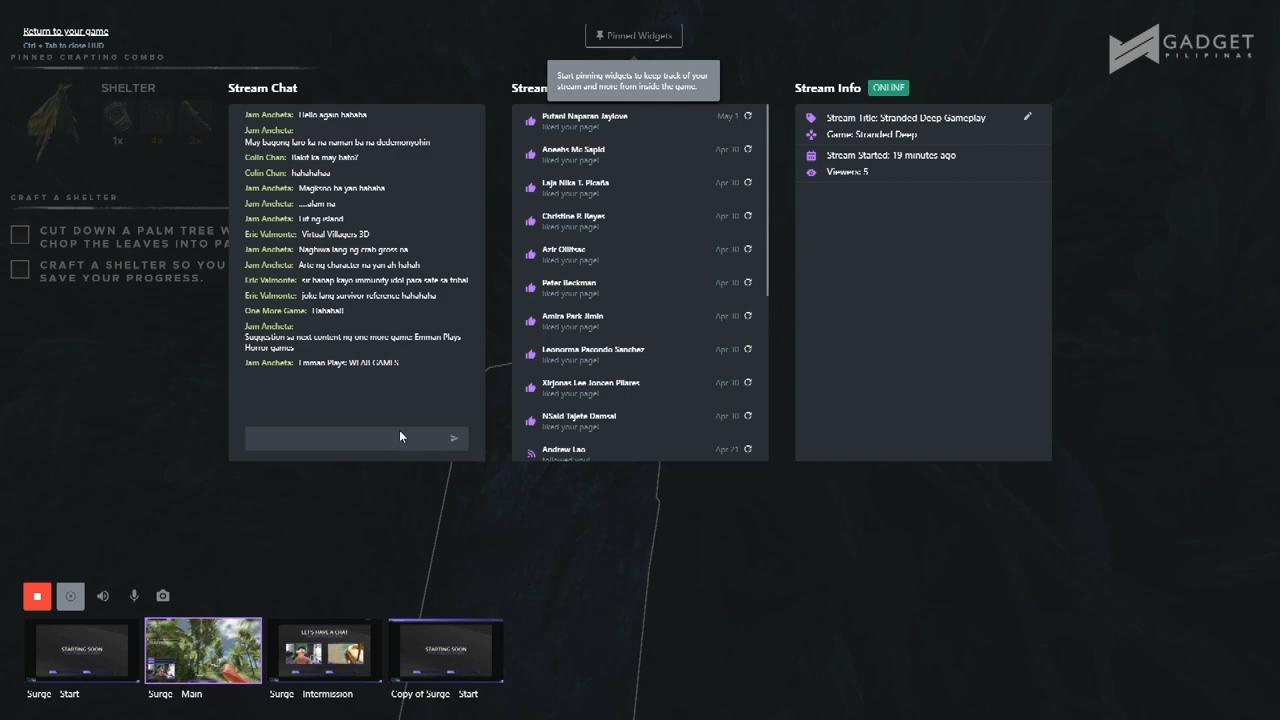 Return to your game
Ctrl + Tab to close HUD
PINNED CRAFTING COMBO
SHELTER
1x 4x 2x
CRAFT A SHELTER
CUT DOWN A PALM TREE W
CHOP THE LEAVES INTO PA
CRAFT A SHELTER SO YOU
SAVE YOUR PROGRESS.
Pinned Widgets
Start pinning widgets to keep track of your
stream and more from inside the game.
GADGET
PILIPINAS
Stream Chat
Jam Ancheta: Hello again hahaha
Jam Ancheta:
May bagong laro ka na naman ba na dedemonyohin
Colin Chan: Bakit ka may bato?
Colin Chan: hahahahaa
Jam Ancheta: Magkano ba yan hahaha
Jam Ancheta: ....alam na
Jam Ancheta: Lut ng island
Eric Valmonte: Virtual Villagers 3D
Jam Ancheta: Naghwa lang ng crab gross na
Jam Ancheta: Arte ng character na yan ah hahah
Eric Valmonte: sir hanap kayo immunity idol para safe sa tribal
Eric Valmonte: joke lang survivor reference hahahaha
One More Game: Hahaha!!
Jam Ancheta:
Suggestion sa next content ng one more game: Emman Plays
Horror games
Jam Ancheta: Emman Plays: WEAB GAMES
Stream
Putani Naparan Jaylove May 1
liked your page!
Aneehs Mc Sapid Apr 30
liked your page!
Laja Nika T. Picaña Apr 30
liked your page!
Christine P. Reyes Apr 30
liked your page!
Azir Ollitsac Apr 30
liked your page!
Peter Beckman Apr 30
liked your page!
Amira Park Jimin Apr 30
liked your page!
Leonorma Pacondo Sanchez Apr 30
liked your page!
Xirjonas Lee Joncen Pilares Apr 30
liked your page!
NSaid Tajete Damsal Apr 30
liked your page!
Andrew Lao Apr 21
followed you!
Stream Info ONLINE
Stream Title: Stranded Deep Gameplay
Game: Stranded Deep
Stream Started: 19 minutes ago
Viewers: 5
STARTING SOON
LET'S HAVE A CHAT
STARTING SOON
Surge Start
Surge Main
Surge Intermission
Copy of Surge Start